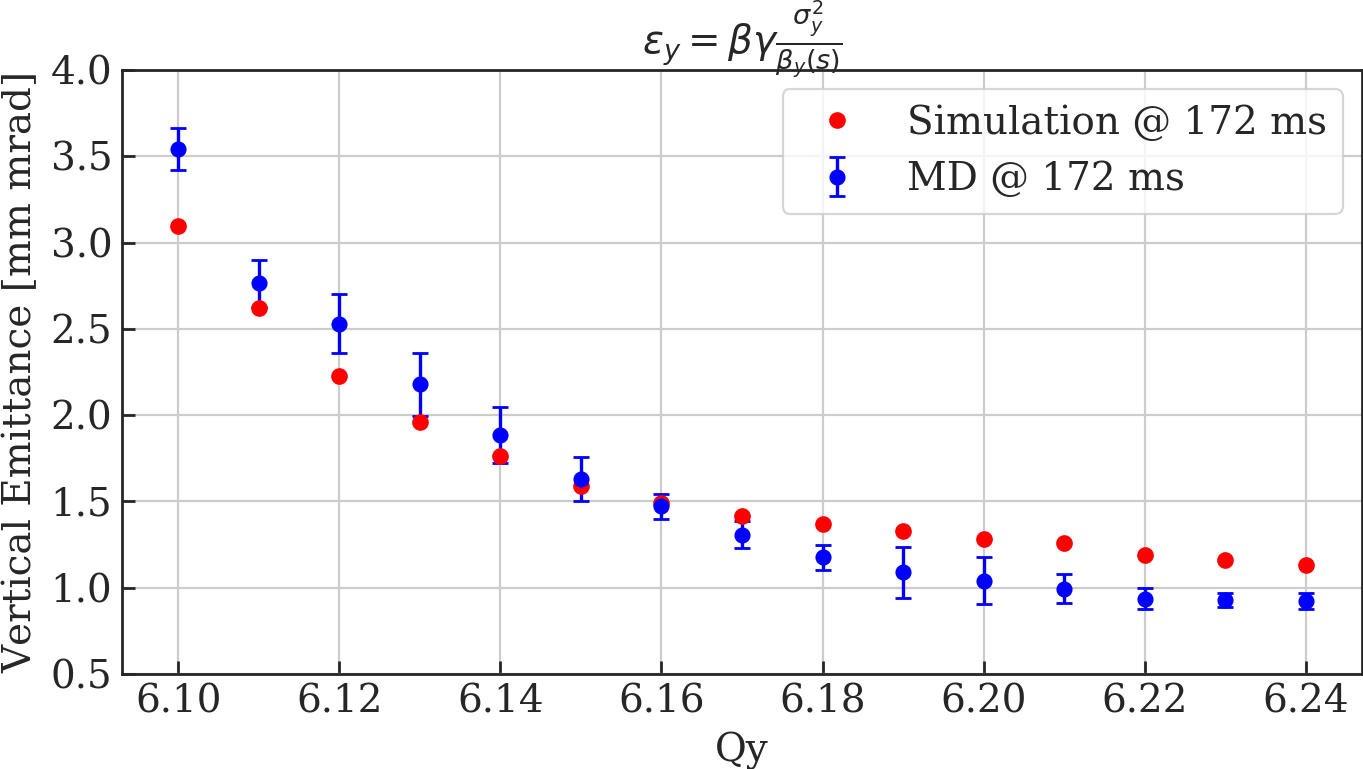 ε_y = βγ σ_y^2/β_y(s)
4.0
3.5
3.0
2.5
2.0
1.5
1.0
0.5
Vertical Emittance [mm mrad]
Simulation @ 172 ms
MD @ 172 ms
6.10 6.12 6.14 6.16 6.18 6.20 6.22 6.24
Qy